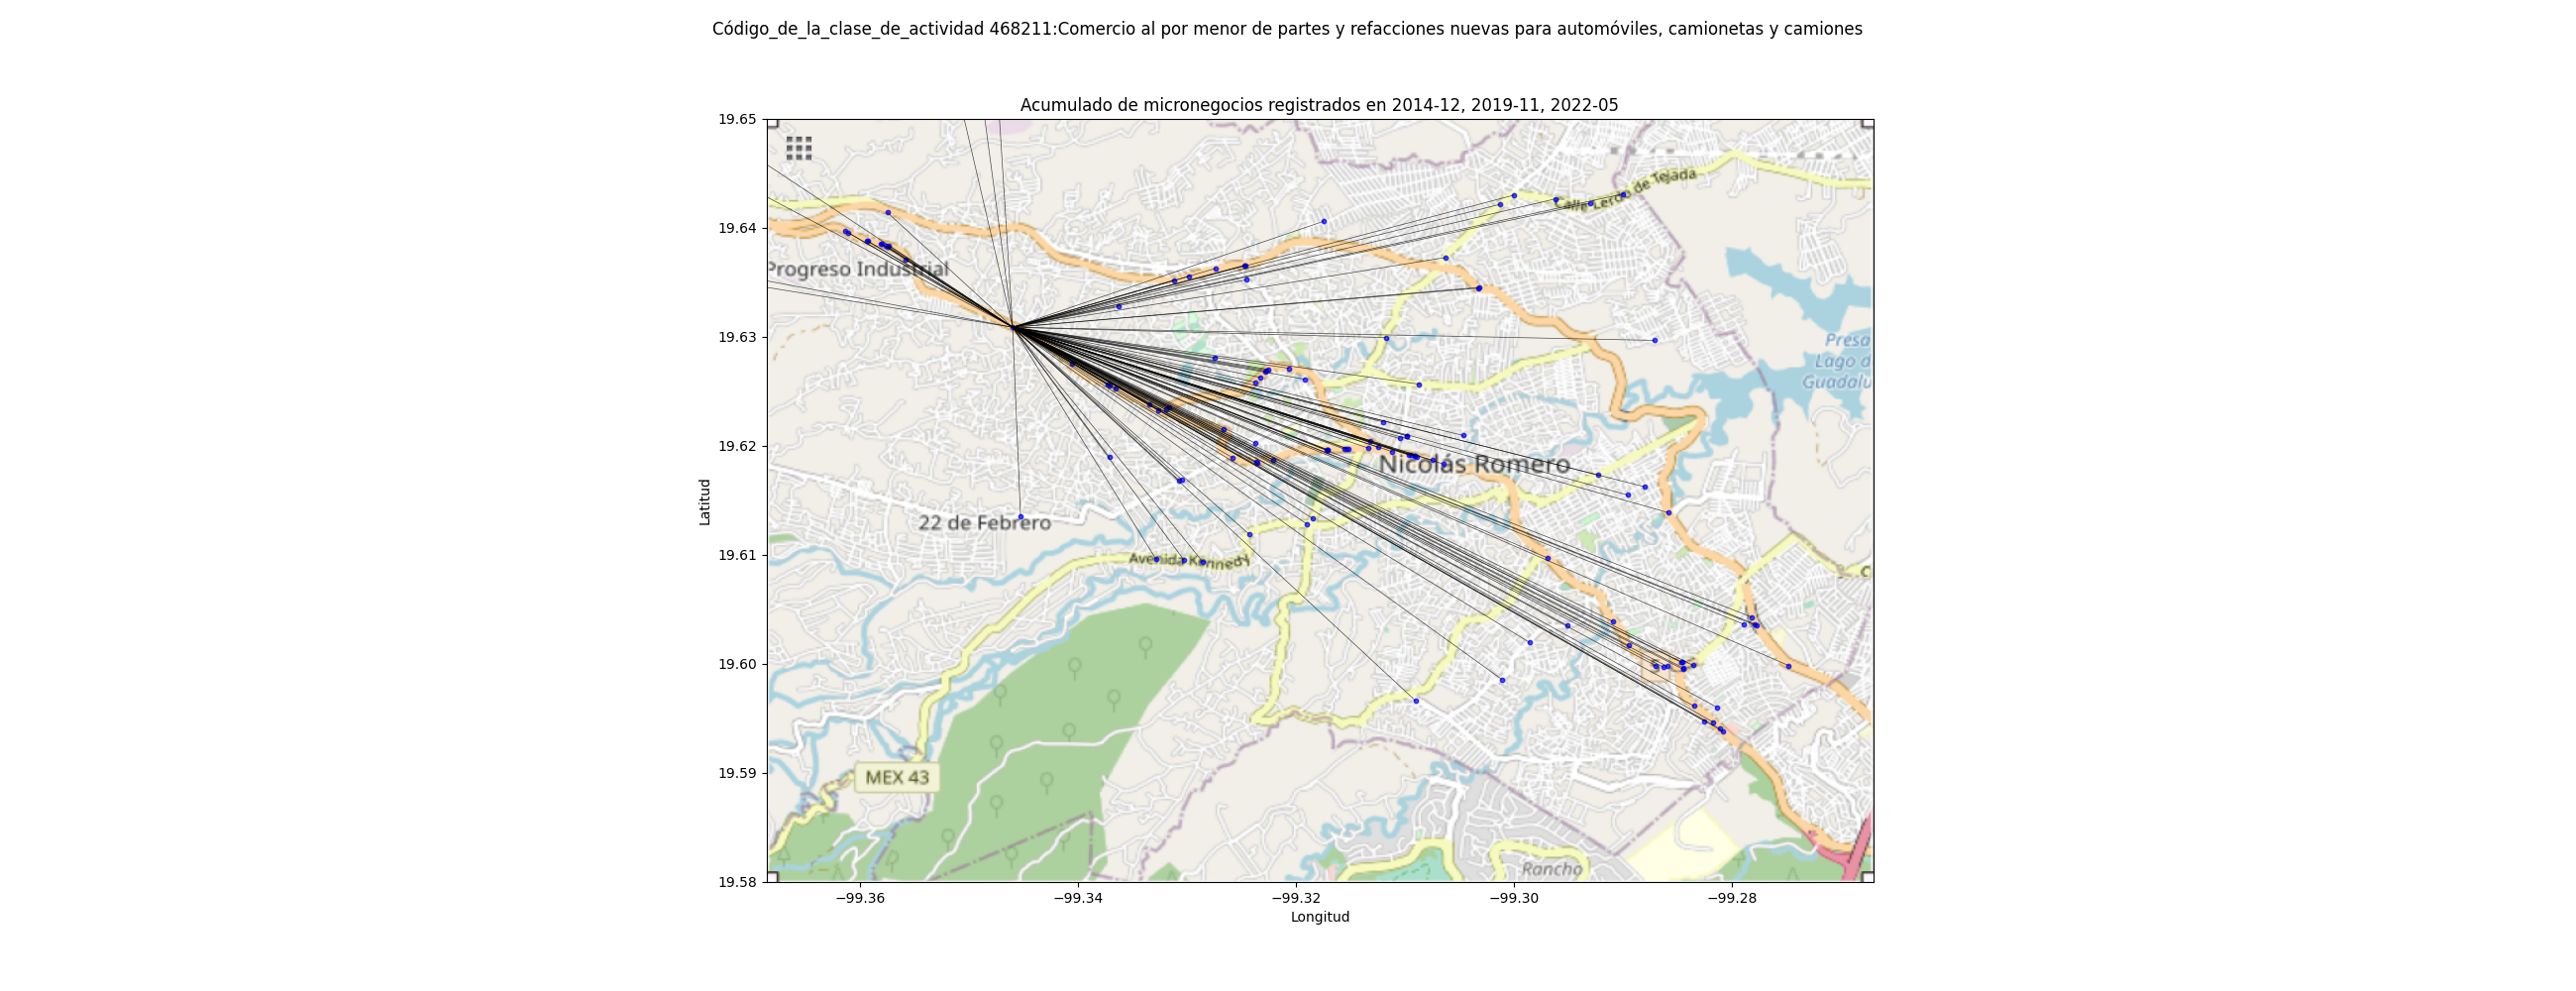 Código_de_la_clase_de_actividad 468211:Comercio al por menor de partes y refacciones nuevas para automóviles, camionetas y camiones
Acumulado de micronegocios registrados en 2014-12, 2019-11, 2022-05
19.65
19.64
19.63
19.62
19.61
19.60
19.59
19.58
Latitud
Calle Lerdo de Tejada
Progreso Industrial
Presa
Lago d
Guadalu
Nicolás Romero
22 de Febrero
Avenida Kennedy
C
MEX 43
Rancho
−99.36
−99.34
−99.32
−99.30
−99.28
Longitud